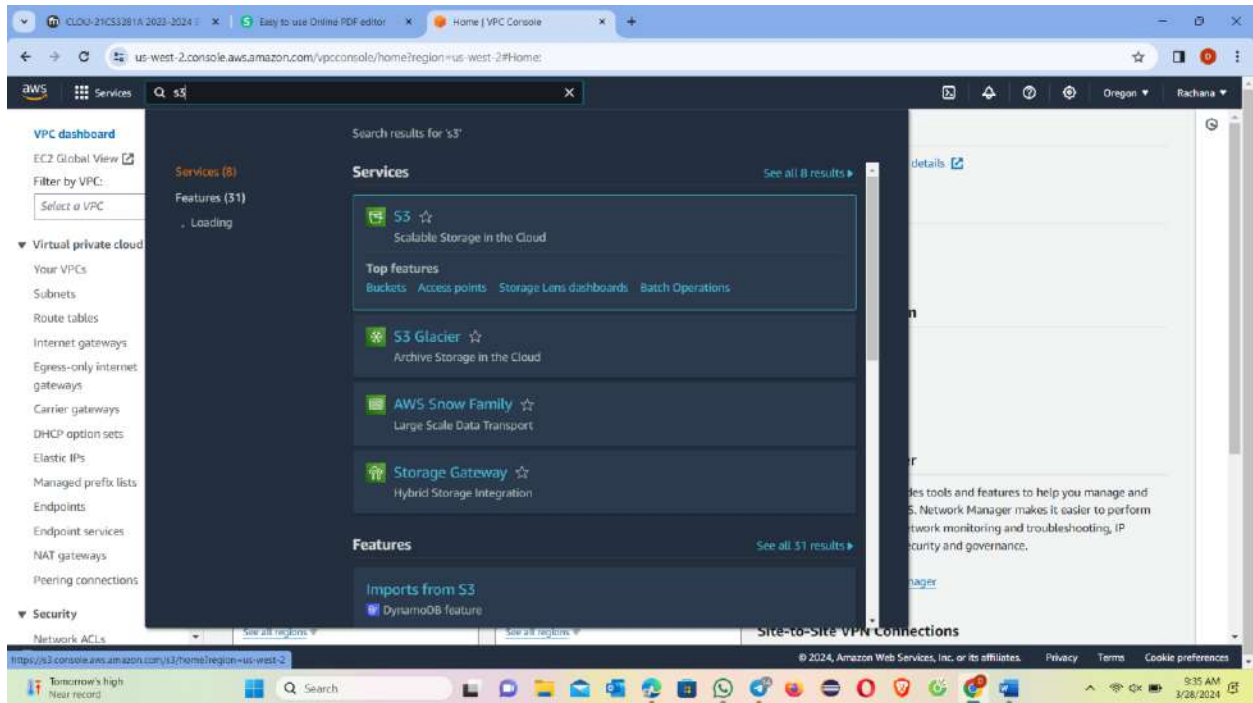 CLOU-21CS3281A 2023-2024
Easy to use Online PDF editor
Home | VPC Console
us-west-2.console.aws.amazon.com/vpcconsole/home?region=us-west-2#Home:
aws
Services
s3
Oregon
Rachana
VPC dashboard
EC2 Global View
Filter by VPC:
Select a VPC
Virtual private cloud
Your VPCs
Subnets
Route tables
Internet gateways
Egress-only internet
gateways
Carrier gateways
DHCP option sets
Elastic IPs
Managed prefix lists
Endpoints
Endpoint services
NAT gateways
Peering connections
Security
Network ACLs
Search results for 's3'
Services (8)
Features (31)
Loading
Services
See all 8 results
S3
Scalable Storage in the Cloud
Top features
Buckets Access points Storage Lens dashboards Batch Operations
S3 Glacier
Archive Storage in the Cloud
AWS Snow Family
Large Scale Data Transport
Storage Gateway
Hybrid Storage Integration
Features
See all 31 results
Imports from S3
DynamoDB feature
See all regions
See all regions
details
tools and features to help you manage and
Network Manager makes it easier to perform
monitoring and troubleshooting, IP
and governance.
Site-to-Site VPN Connections
https://s3.console.aws.amazon.com/s3/home?region=us-west-2
© 2024, Amazon Web Services, Inc. or its affiliates.
Privacy
Terms
Cookie preferences
Tomorrow's high
Near record
Search
9:35 AM
3/28/2024